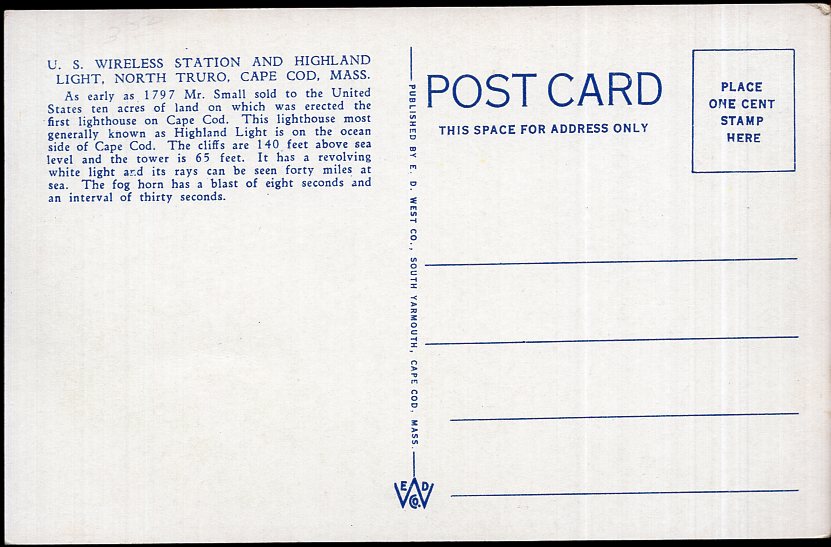 U. S. WIRELESS STATION AND HIGHLAND
LIGHT, NORTH TRURO, CAPE COD, MASS.
As early as 1797 Mr. Small sold to the United
States ten acres of land on which was erected the
first lighthouse on Cape Cod. This lighthouse most
generally known as Highland Light is on the ocean
side of Cape Cod. The cliffs are 140 feet above sea
level and the tower is 65 feet. It has a revolving
white light and its rays can be seen forty miles at
sea. The fog horn has a blast of eight seconds and
an interval of thirty seconds.
PUBLISHED BY E. D. WEST CO., SOUTH YARMOUTH, CAPE COD, MASS.
E D W CO.
POST CARD
THIS SPACE FOR ADDRESS ONLY
PLACE
ONE CENT
STAMP
HERE